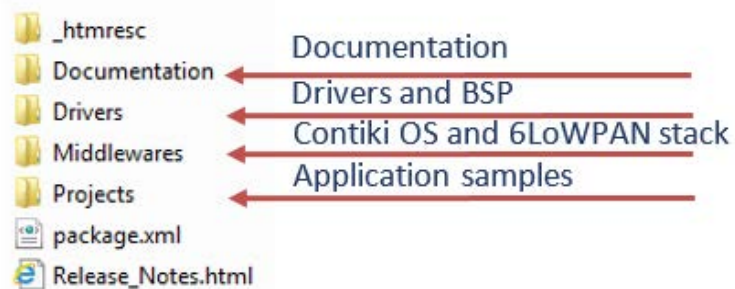 _htmresc
Documentation
Documentation
Drivers
Drivers and BSP
Middlewares
Contiki OS and 6LoWPAN stack
Projects
Application samples
package.xml
Release_Notes.html